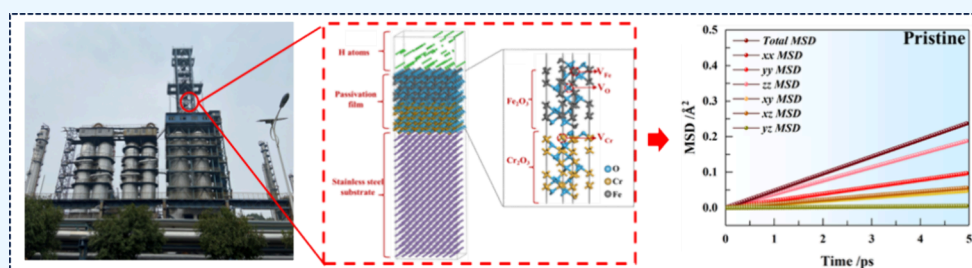 H atoms
Passivation
film
Stainless steel
substrate
Fe₂O₃
Cr₂O₃
V_Fe
V_O
V_Cr
O
Cr
Fe
Pristine
Total MSD
xx MSD
yy MSD
zz MSD
xy MSD
xz MSD
yz MSD
MSD /Å²
0.5
0.4
0.3
0.2
0.1
0.0
0 1 2 3 4 5
Time /ps